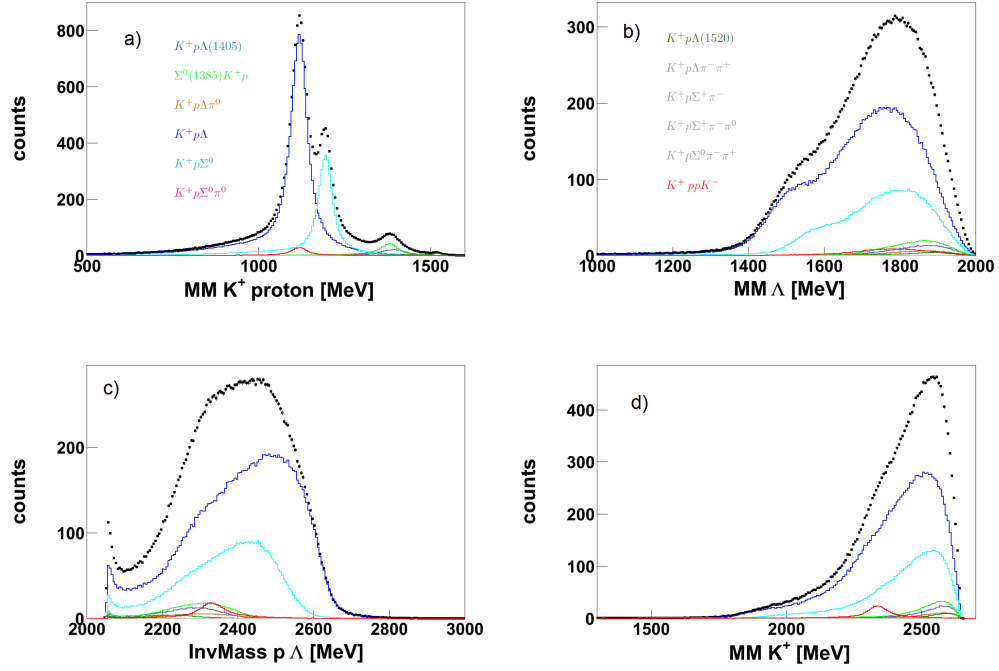 a)
800
600
400
200
0
counts
K⁺pΛ(1405)
Σ⁰(1385)K⁺p
K⁺pΛπ⁰
K⁺pΛ
K⁺pΣ⁰
K⁺pΣ⁰π⁰
500 1000 1500
MM K⁺ proton [MeV]
b)
300
200
100
0
counts
K⁺pΛ(1520)
K⁺pΛπ⁻π⁺
K⁺pΣ⁺π⁻
K⁺pΣ⁺π⁻π⁰
K⁺pΣ⁰π⁻π⁺
K⁺ppK⁻
1000 1200 1400 1600 1800 2000
MM Λ [MeV]
c)
200
100
0
counts
2000 2200 2400 2600 2800 3000
InvMass p Λ [MeV]
d)
400
300
200
100
0
counts
1500 2000 2500
MM K⁺ [MeV]